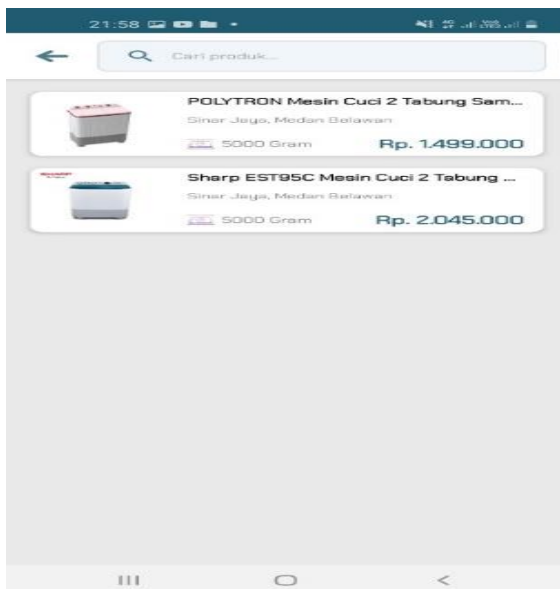 21:58
Cari produk...
POLYTRON Mesin Cuci 2 Tabung Sam...
Sinar Jaya, Medan Belawan
5000 Gram
Rp. 1.499.000
Sharp EST95C Mesin Cuci 2 Tabung ...
Sinar Jaya, Medan Belawan
5000 Gram
Rp. 2.045.000